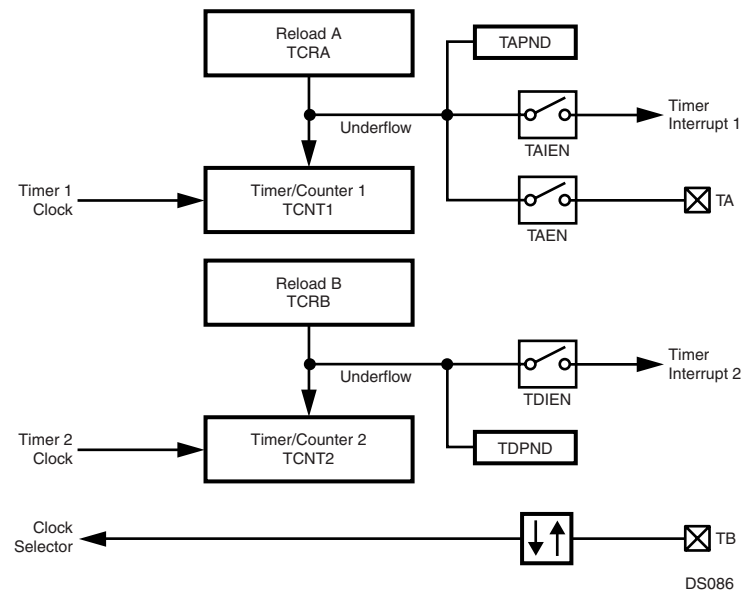 Reload A
TCRA
TAPND
Underflow
Timer
Interrupt 1
TAIEN
Timer 1
Clock
Timer/Counter 1
TCNT1
TA
TAEN
Reload B
TCRB
Underflow
Timer
Interrupt 2
TDIEN
Timer 2
Clock
Timer/Counter 2
TCNT2
TDPND
Clock
Selector
TB
DS086